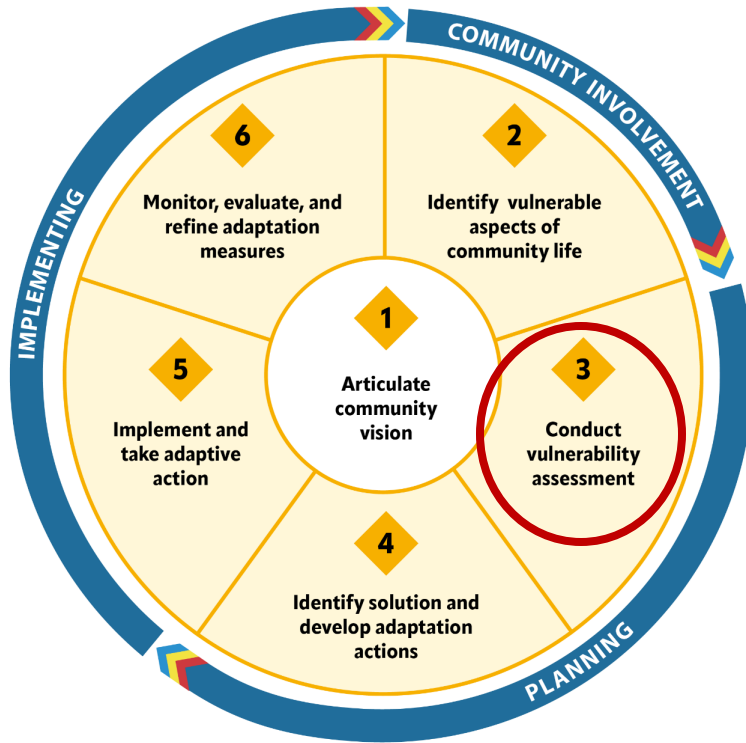 COMMUNITY INVOLVEMENT
PLANNING
IMPLEMENTING
1
Articulate
community
vision
2
Identify vulnerable
aspects of
community life
3
Conduct
vulnerability
assessment
4
Identify solution and
develop adaptation
actions
5
Implement and
take adaptive
action
6
Monitor, evaluate, and
refine adaptation
measures